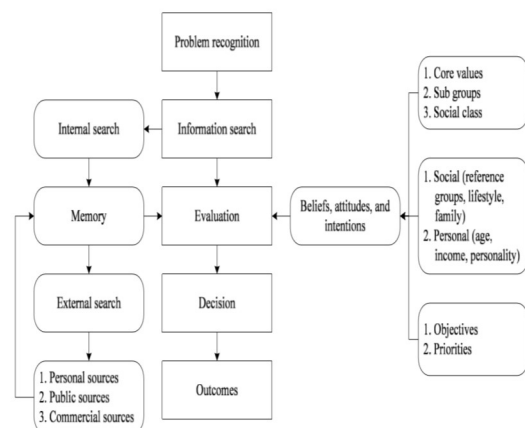 Problem recognition
Internal search
Information search
Memory
Evaluation
External search
Decision
1. Personal sources
2. Public sources
3. Commercial sources
Outcomes
Beliefs, attitudes, and
intentions
1. Core values
2. Sub groups
3. Social class
1. Social (reference
groups, lifestyle,
family)
2. Personal (age,
income, personality)
1. Objectives
2. Priorities